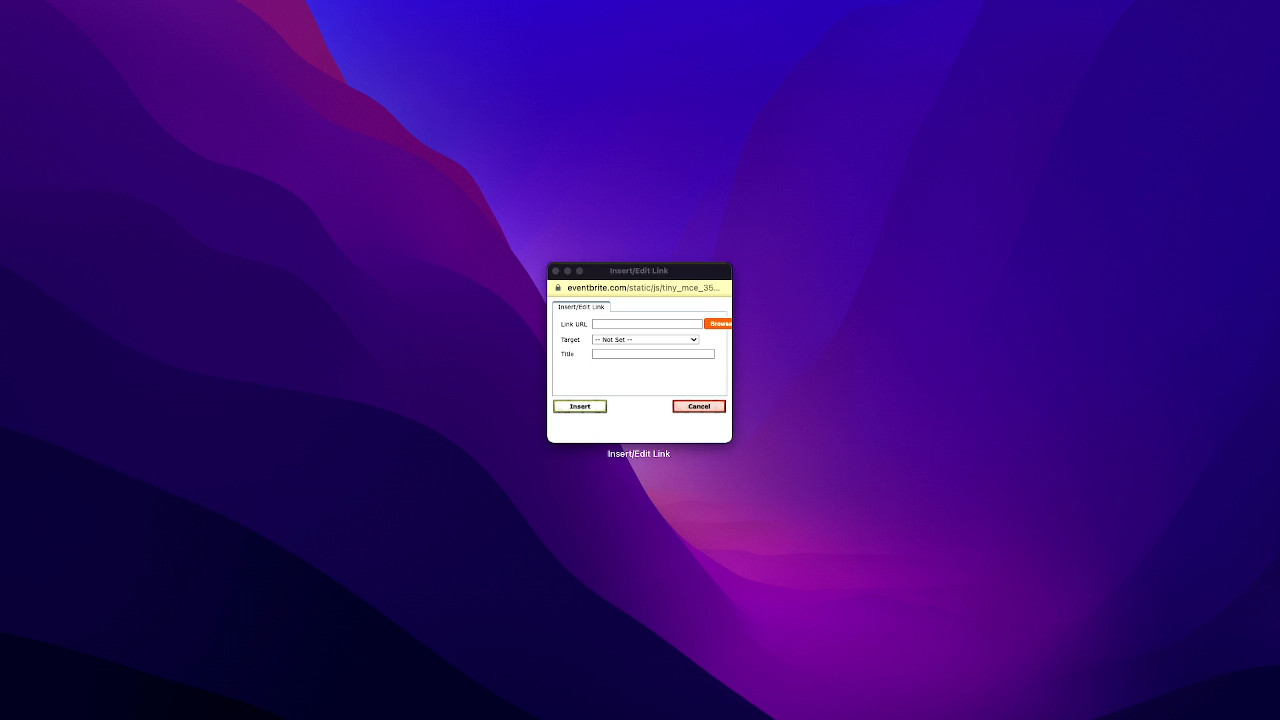 Insert/Edit Link
eventbrite.com/static/js/tiny_mce_35...
Insert/Edit Link
Link URL
Browse
Target -- Not Set --
Title
Insert Cancel
Insert/Edit Link